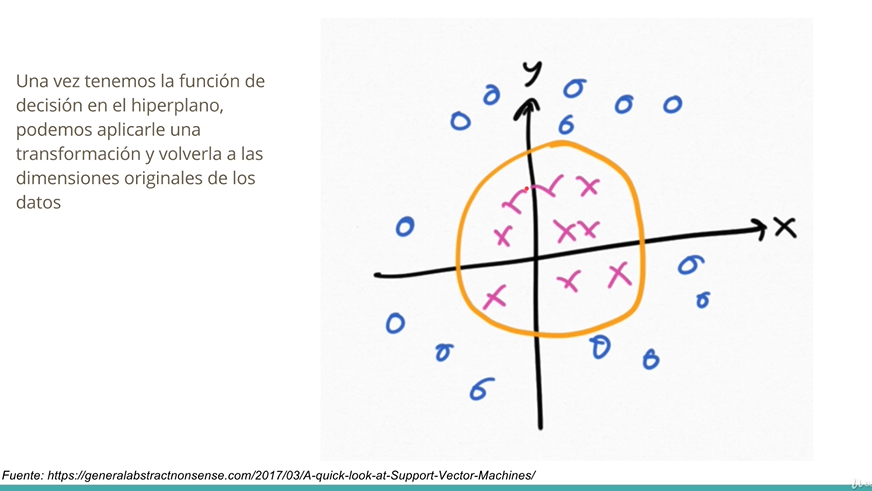 Una vez tenemos la función de
decisión en el hiperplano,
podemos aplicarle una
transformación y volverla a las
dimensiones originales de los
datos
y
x
Fuente: https://generalabstractnonsense.com/2017/03/A-quick-look-at-Support-Vector-Machines/